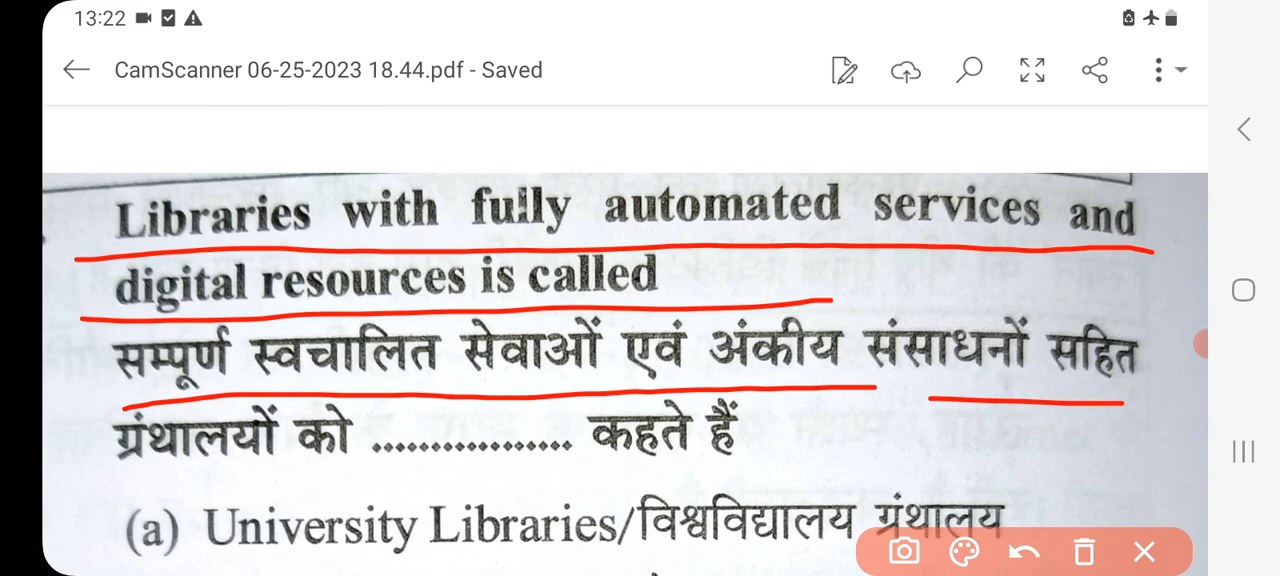 13:22
CamScanner 06-25-2023 18.44.pdf - Saved
Libraries with fully automated services and
digital resources is called
सम्पूर्ण स्वचालित सेवाओं एवं अंकीय संसाधनों सहित
ग्रंथालयों को .................. कहते हैं
(a) University Libraries/विश्वविद्यालय ग्रंथालय